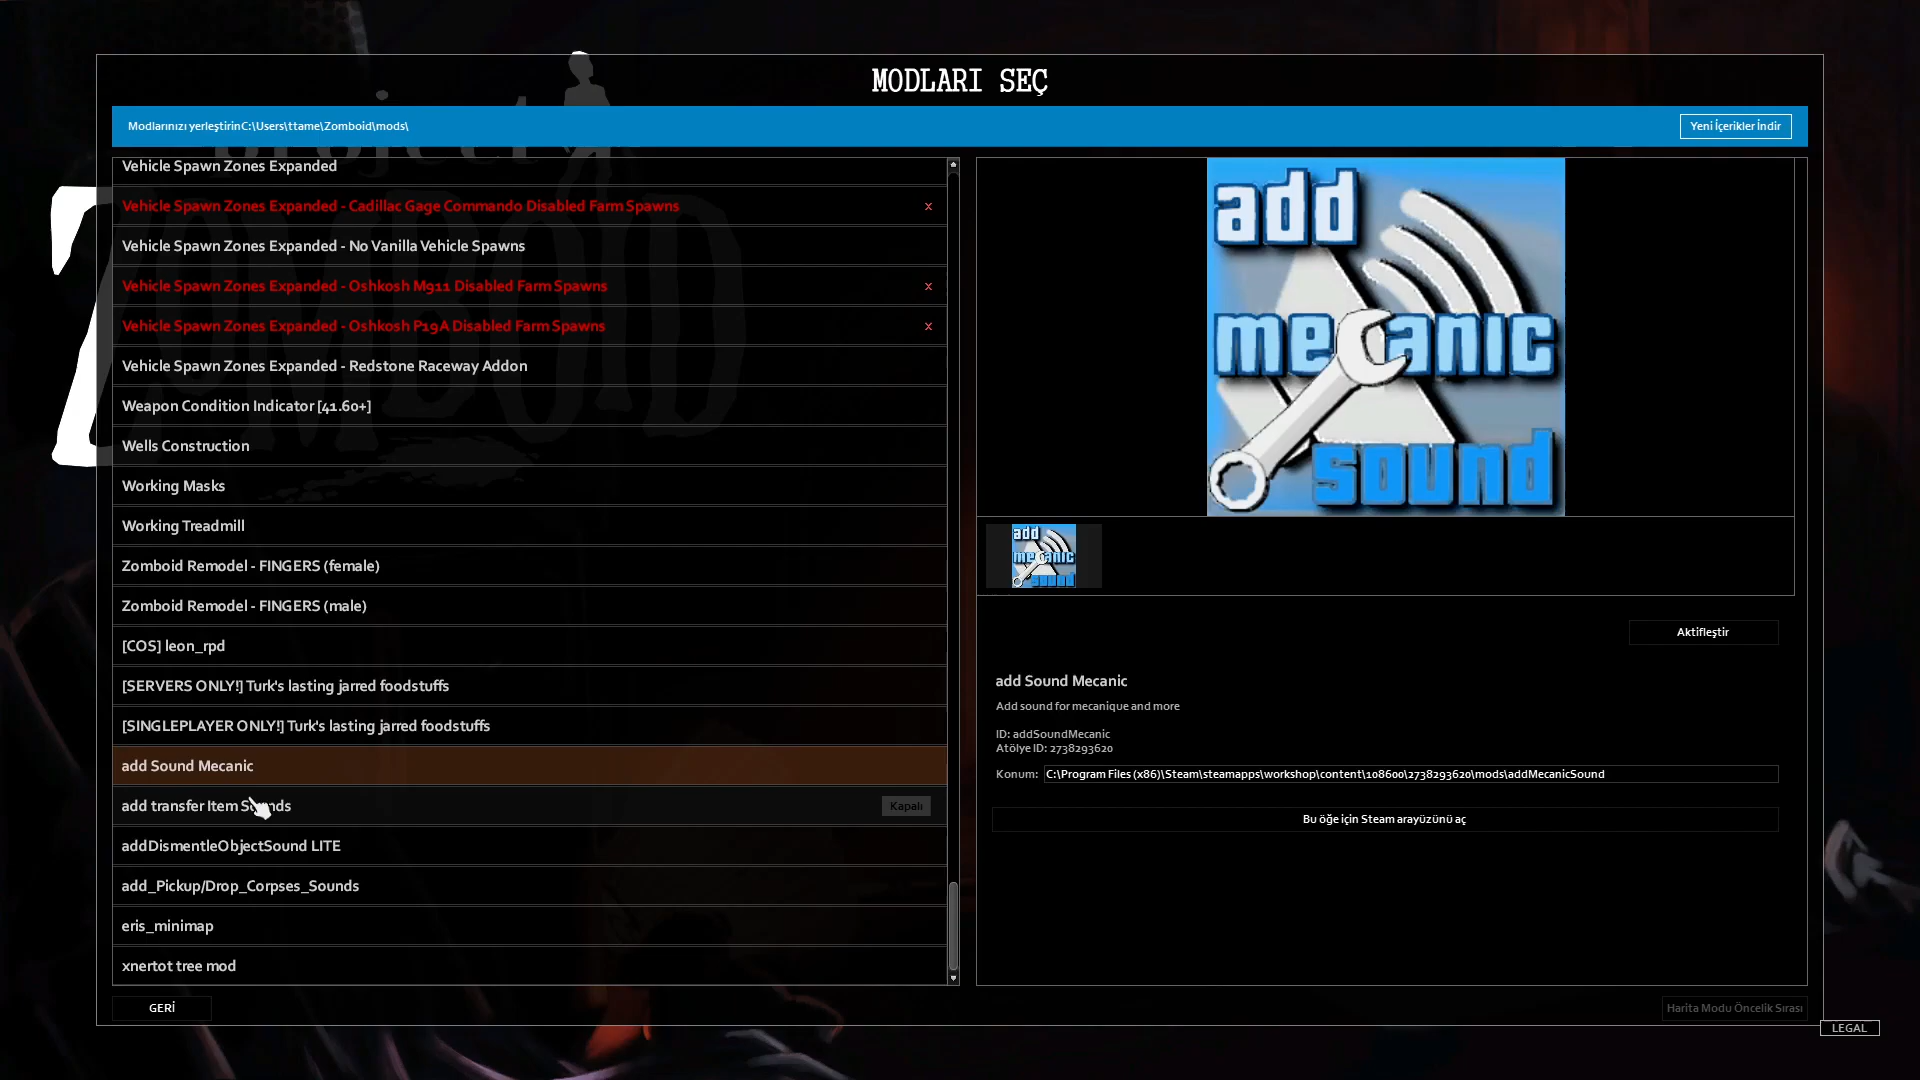 MODLARI SEÇ
Modlarınızı yerleştirinC:\Users\ttame\Zomboid\mods\
Yeni İçerikler İndir
project
ZOMBOID
Vehicle Spawn Zones Expanded
Vehicle Spawn Zones Expanded - Cadillac Gage Commando Disabled Farm Spawns x
Vehicle Spawn Zones Expanded - No Vanilla Vehicle Spawns
Vehicle Spawn Zones Expanded - Oshkosh M911 Disabled Farm Spawns x
Vehicle Spawn Zones Expanded - Oshkosh P19A Disabled Farm Spawns x
Vehicle Spawn Zones Expanded - Redstone Raceway Addon
Weapon Condition Indicator [41.60+]
Wells Construction
Working Masks
Working Treadmill
Zomboid Remodel - FINGERS (female)
Zomboid Remodel - FINGERS (male)
[COS] leon_rpd
[SERVERS ONLY!] Turk's lasting jarred foodstuffs
[SINGLEPLAYER ONLY!] Turk's lasting jarred foodstuffs
add Sound Mecanic
add transfer Item Sounds
Kapalı
addDismentleObjectSound LITE
add_Pickup/Drop_Corpses_Sounds
eris_minimap
xnertot tree mod
GERİ
add
mecanic
sound
add
mecanic
sound
Aktifleştir
add Sound Mecanic
Add sound for mecanique and more
ID: addSoundMecanic
Atölye ID: 2738293620
Konum: C:\Program Files (x86)\Steam\steamapps\workshop\content\108600\2738293620\mods\addMecanicSound
Bu öğe için Steam arayüzünü aç
Harita Modu Öncelik Sırası
LEGAL